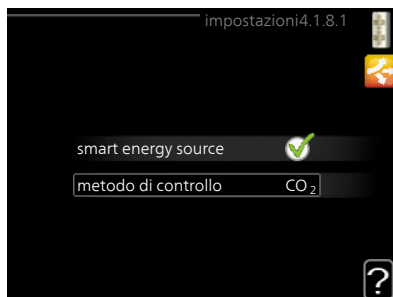 impostazioni4.1.8.1
smart energy source
metodo di controllo CO₂
?